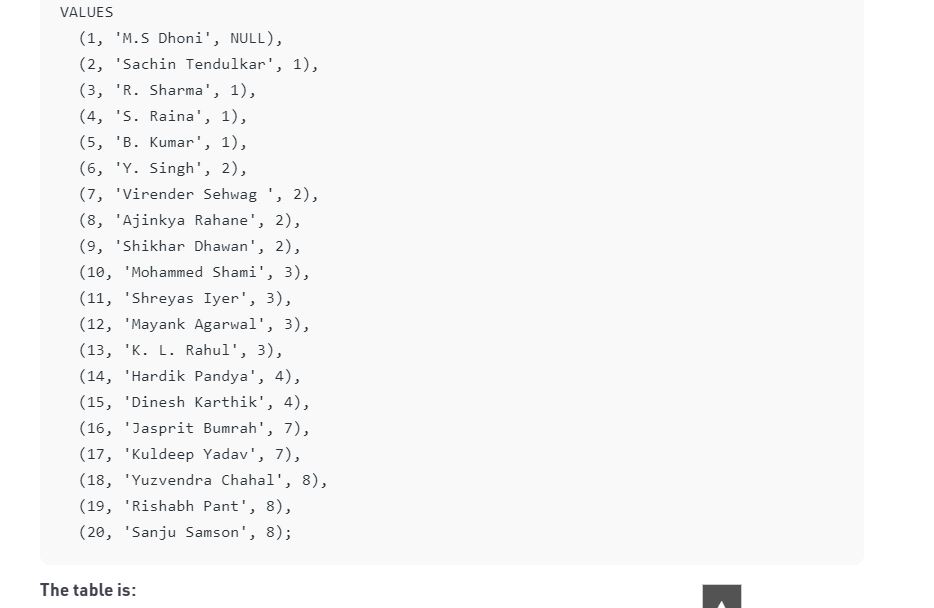 VALUES
(1, 'M.S Dhoni', NULL),
(2, 'Sachin Tendulkar', 1),
(3, 'R. Sharma', 1),
(4, 'S. Raina', 1),
(5, 'B. Kumar', 1),
(6, 'Y. Singh', 2),
(7, 'Virender Sehwag ', 2),
(8, 'Ajinkya Rahane', 2),
(9, 'Shikhar Dhawan', 2),
(10, 'Mohammed Shami', 3),
(11, 'Shreyas Iyer', 3),
(12, 'Mayank Agarwal', 3),
(13, 'K. L. Rahul', 3),
(14, 'Hardik Pandya', 4),
(15, 'Dinesh Karthik', 4),
(16, 'Jasprit Bumrah', 7),
(17, 'Kuldeep Yadav', 7),
(18, 'Yuzvendra Chahal', 8),
(19, 'Rishabh Pant', 8),
(20, 'Sanju Samson', 8);
The table is: